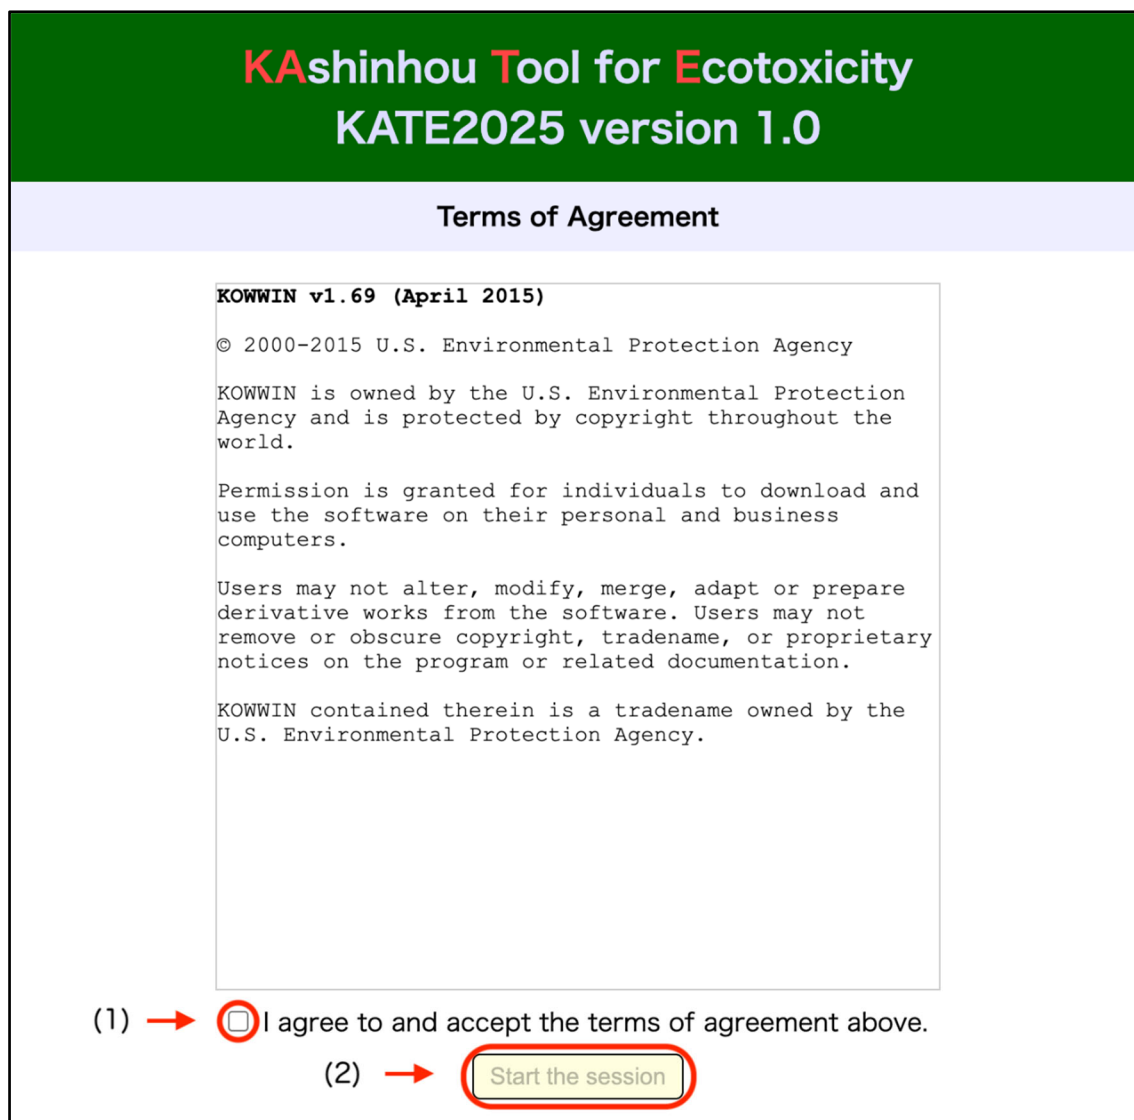 KAshinhou Tool for Ecotoxicity
KATE2025 version 1.0
Terms of Agreement
KOWWIN v1.69 (April 2015)
© 2000-2015 U.S. Environmental Protection Agency
KOWWIN is owned by the U.S. Environmental Protection
Agency and is protected by copyright throughout the
world.
Permission is granted for individuals to download and
use the software on their personal and business
computers.
Users may not alter, modify, merge, adapt or prepare
derivative works from the software. Users may not
remove or obscure copyright, tradename, or proprietary
notices on the program or related documentation.
KOWWIN contained therein is a tradename owned by the
U.S. Environmental Protection Agency.
(1) I agree to and accept the terms of agreement above.
(2) Start the session